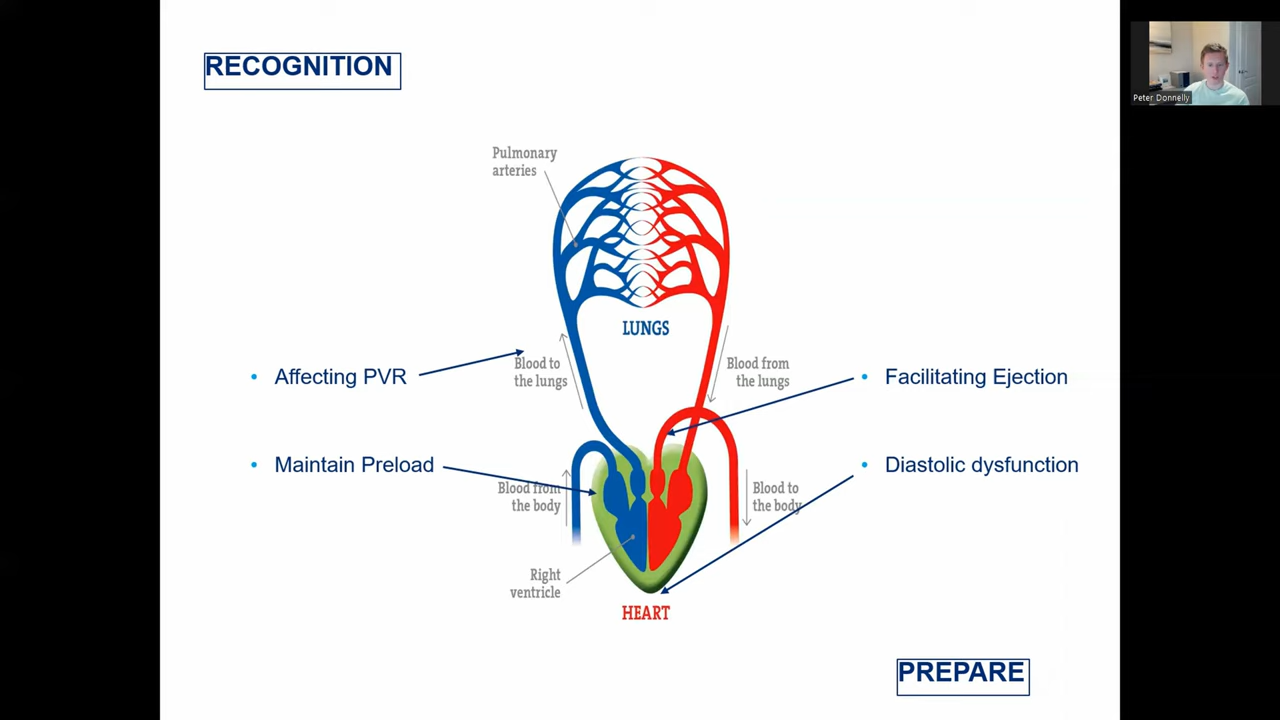 RECOGNITION
Peter Donnelly
Pulmonary
arteries
LUNGS
Blood to
the lungs
Blood from
the lungs
• Affecting PVR
• Facilitating Ejection
• Maintain Preload
• Diastolic dysfunction
Blood from
the body
Blood to
the body
Right
ventricle
HEART
PREPARE